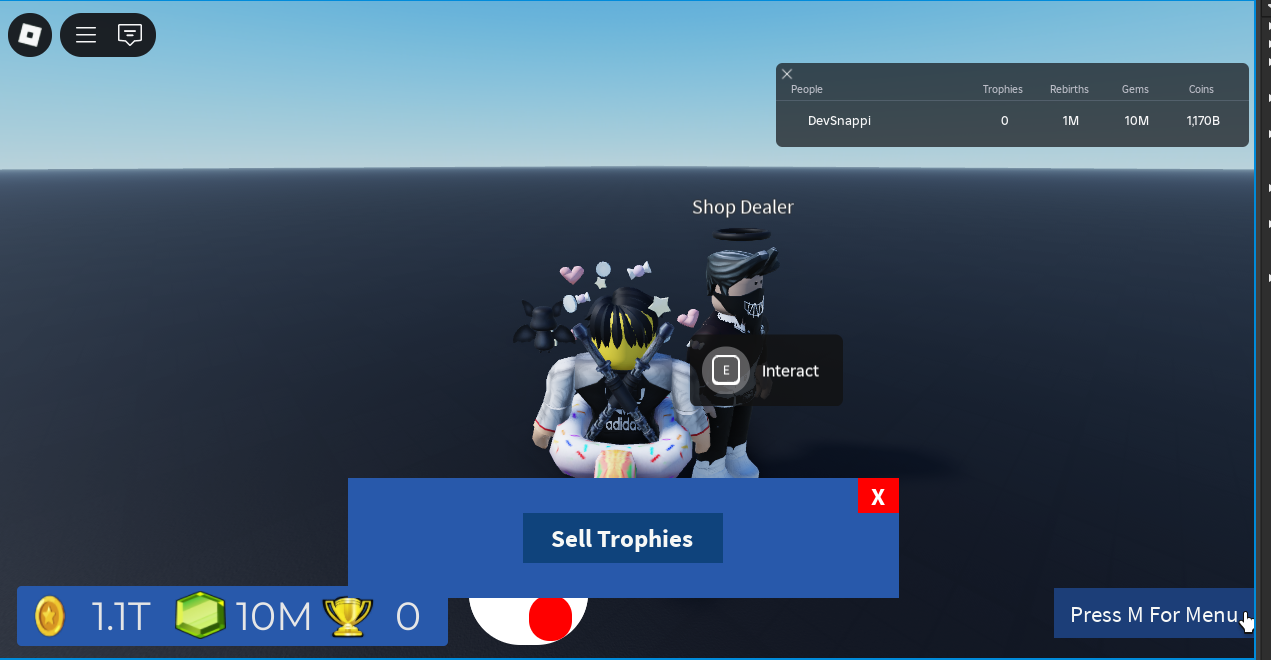 People Trophies Rebirths Gems Coins
DevSnappi 0 1M 10M 1,170B
Shop Dealer
adidas
E Interact
X
Sell Trophies
1.1T 10M 0
Press M For Menu